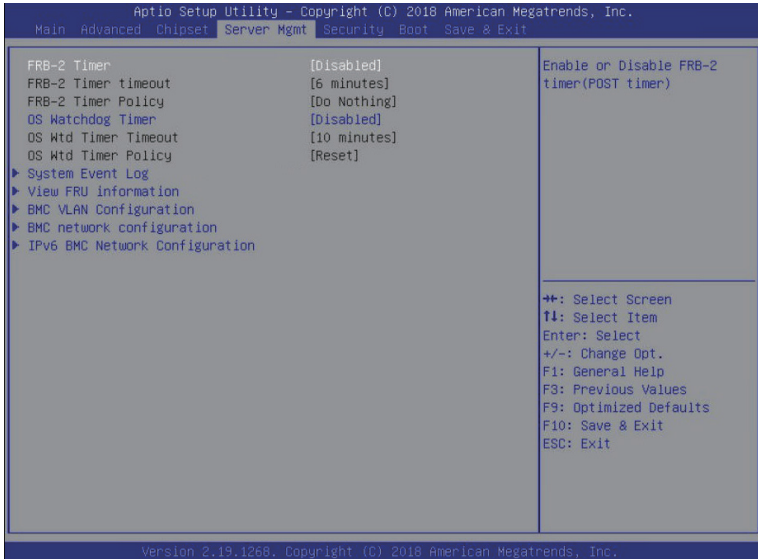 Aptio Setup Utility – Copyright (C) 2018 American Megatrends, Inc.
Main Advanced Chipset Server Mgmt Security Boot Save & Exit
FRB-2 Timer [Disabled]
FRB-2 Timer timeout [6 minutes]
FRB-2 Timer Policy [Do Nothing]
OS Watchdog Timer [Disabled]
OS Wtd Timer Timeout [10 minutes]
OS Wtd Timer Policy [Reset]
System Event Log
View FRU information
BMC VLAN Configuration
BMC network configuration
IPv6 BMC Network Configuration
Enable or Disable FRB-2
timer(POST timer)
→←: Select Screen
↑↓: Select Item
Enter: Select
+/-: Change Opt.
F1: General Help
F3: Previous Values
F9: Optimized Defaults
F10: Save & Exit
ESC: Exit
Version 2.19.1268. Copyright (C) 2018 American Megatrends, Inc.